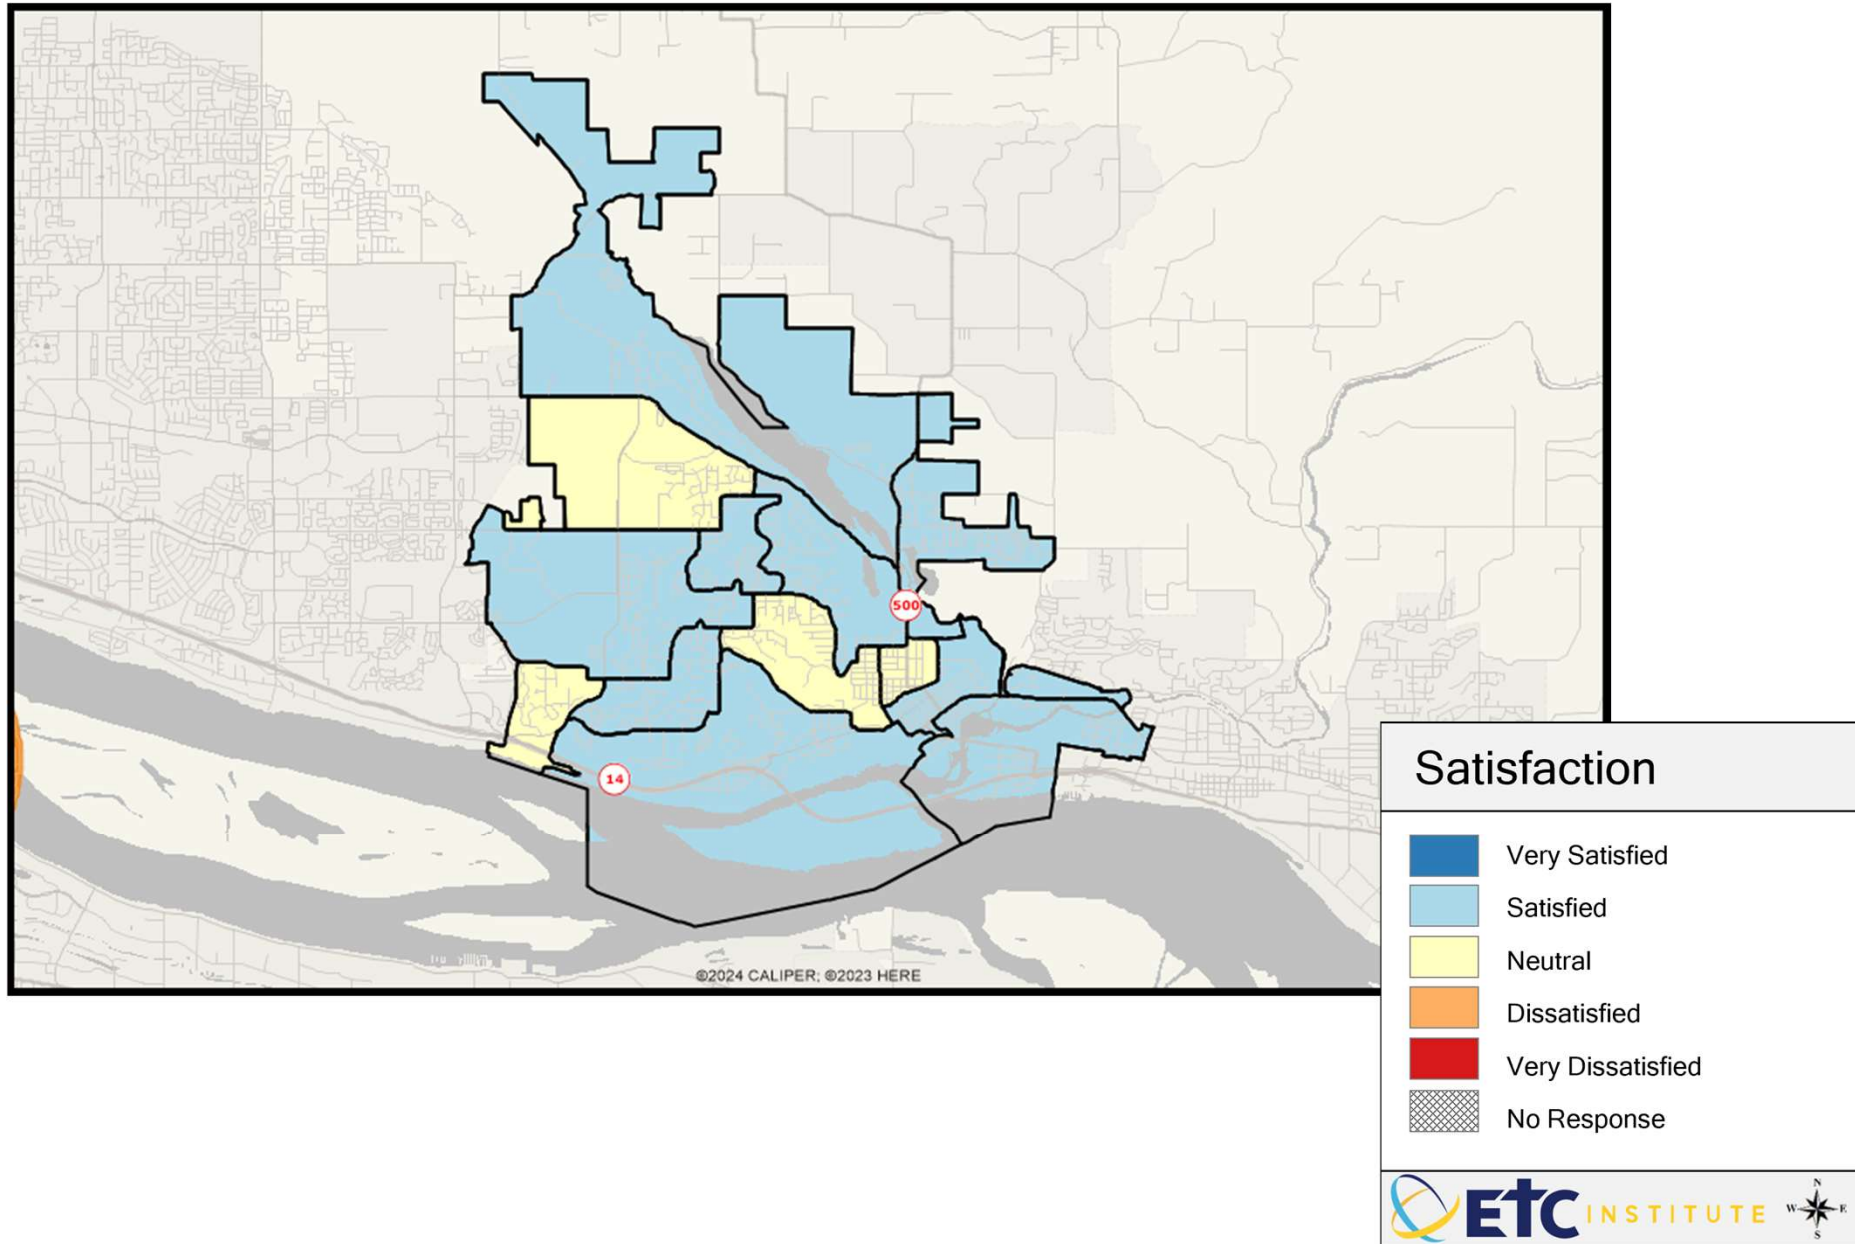 500
14
©2024 CALIPER; ©2023 HERE
Satisfaction
Very Satisfied
Satisfied
Neutral
Dissatisfied
Very Dissatisfied
No Response
ETC INSTITUTE
N
W E
S